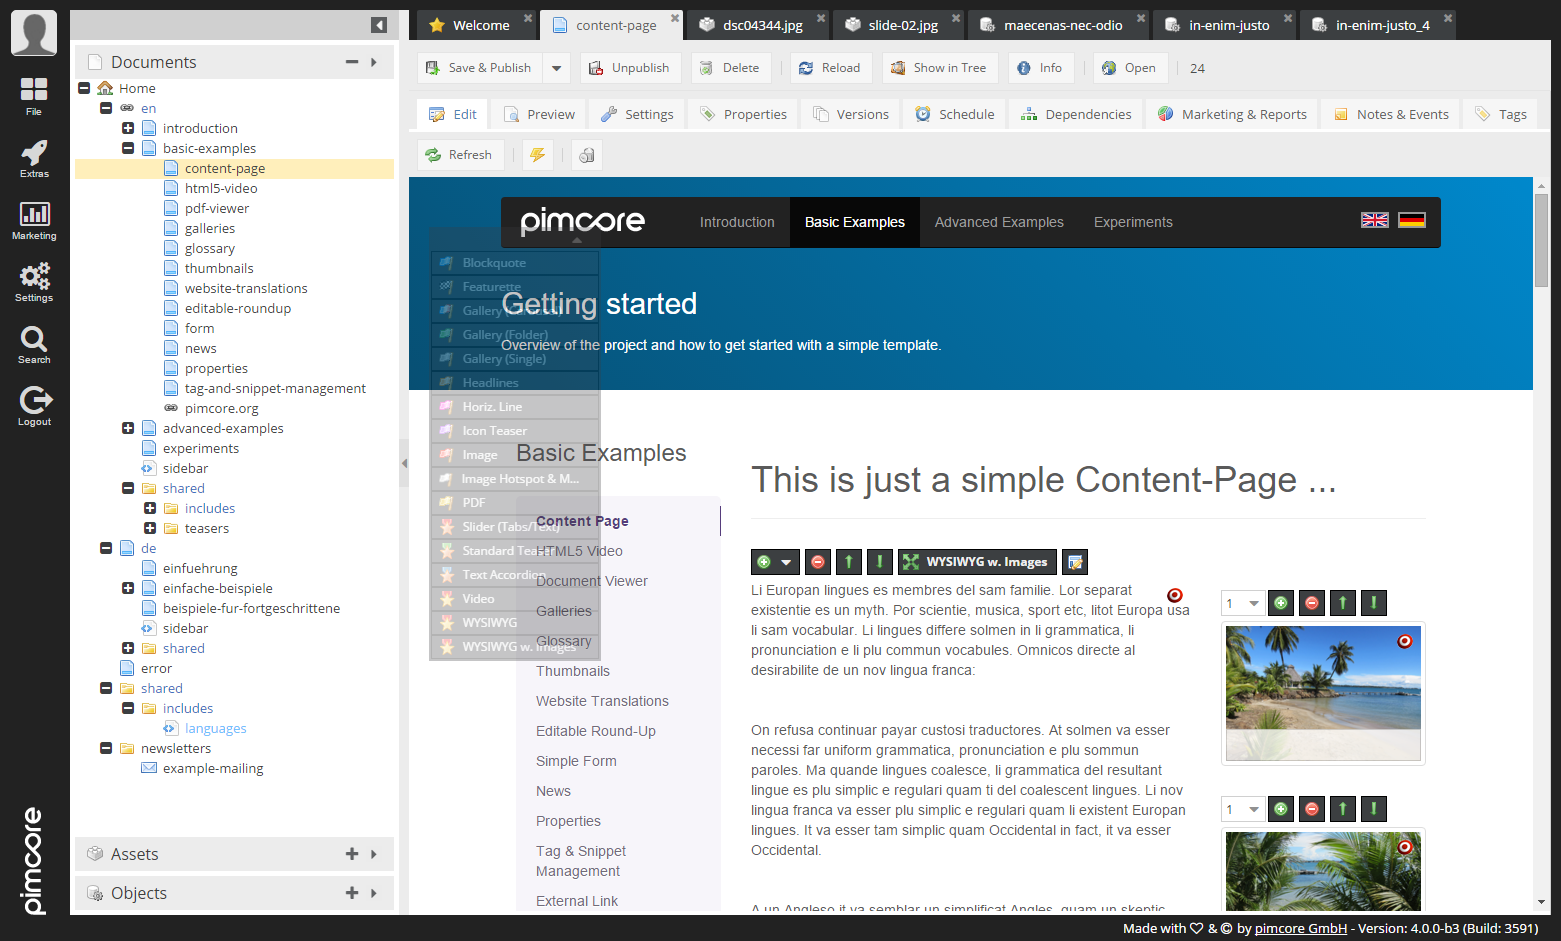 Welcome
content-page
dsc04344.jpg
slide-02.jpg
maecenas-nec-odio
in-enim-justo
in-enim-justo_4
File
Extras
Marketing
Settings
Search
Logout
pimcore
Documents
Home
en
introduction
basic-examples
content-page
html5-video
pdf-viewer
galleries
glossary
thumbnails
website-translations
editable-roundup
form
news
properties
tag-and-snippet-management
pimcore.org
advanced-examples
experiments
sidebar
shared
includes
teasers
de
einfuehrung
einfache-beispiele
beispiele-fur-fortgeschrittene
sidebar
shared
error
shared
includes
languages
newsletters
example-mailing
Assets
Objects
Save & Publish
Unpublish
Delete
Reload
Show in Tree
Info
Open
24
Edit
Preview
Settings
Properties
Versions
Schedule
Dependencies
Marketing & Reports
Notes & Events
Tags
Refresh
pimcore
Introduction
Basic Examples
Advanced Examples
Experiments
Getting started
Overview of the project and how to get started with a simple template.
Blockquote
Featurette
Gallery (Carousel)
Gallery (Folder)
Gallery (Single)
Headlines
Horiz. Line
Icon Teaser
Image
Image Hotspot & M...
PDF
Slider (Tabs/Text)
Standard Teaser
Text Accordion
Video
WYSIWYG
WYSIWYG w. Images
Basic Examples
Content Page
HTML5 Video
Document Viewer
Galleries
Glossary
Thumbnails
Website Translations
Editable Round-Up
Simple Form
News
Properties
Tag & Snippet
Management
External Link
This is just a simple Content-Page ...
WYSIWYG w. Images
Li Europan lingues es membres del sam familie. Lor separat
existentie es un myth. Por scientie, musica, sport etc, litot Europa usa
li sam vocabular. Li lingues differe solmen in li grammatica, li
pronunciation e li plu commun vocabules. Omnicos directe al
desirabilite de un nov lingua franca:
On refusa continuar payar custosi traductores. At solmen va esser
necessi far uniform grammatica, pronunciation e plu sommun
paroles. Ma quande lingues coalesce, li grammatica del resultant
lingue es plu simplic e regulari quam ti del coalescent lingues. Li nov
lingua franca va esser plu simplic e regulari quam li existent Europan
lingues. It va esser tam simplic quam Occidental in fact, it va esser
Occidental.
A un Angleso it va semblar un simplificat Angles, quam un skeptic
1
1
Made with & © by pimcore GmbH - Version: 4.0.0-b3 (Build: 3591)